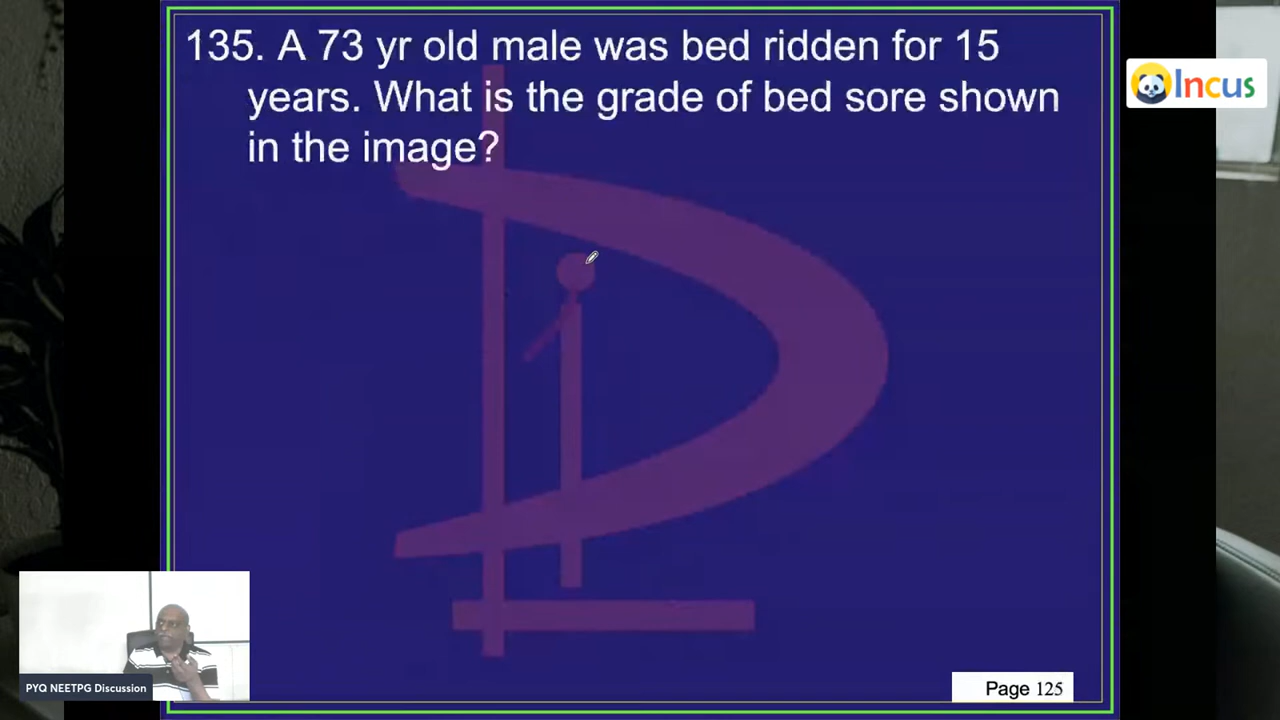 135. A 73 yr old male was bed ridden for 15
years. What is the grade of bed sore shown
in the image?
Incus
PYQ NEETPG Discussion
Page 125